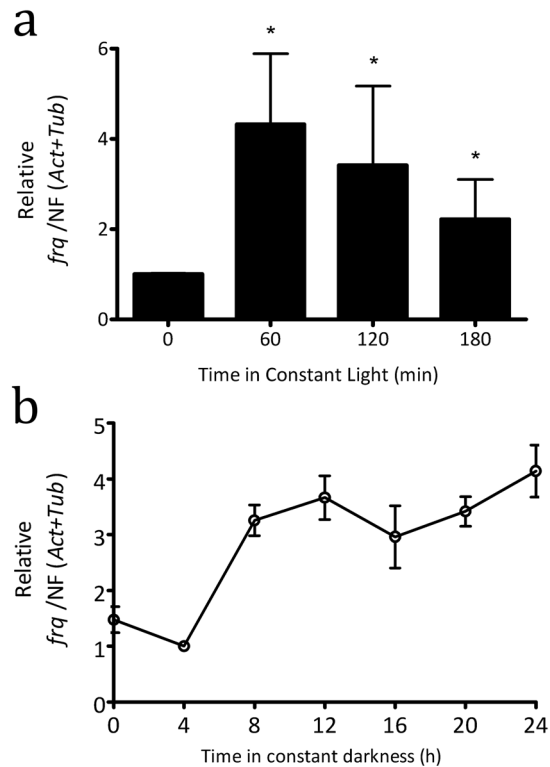 a
Relative
frq /NF (Act+Tub)
6
4
2
0
*
*
*
0 60 120 180
Time in Constant Light (min)
b
Relative
frq /NF (Act+Tub)
5
4
3
2
1
0
0 4 8 12 16 20 24
Time in constant darkness (h)